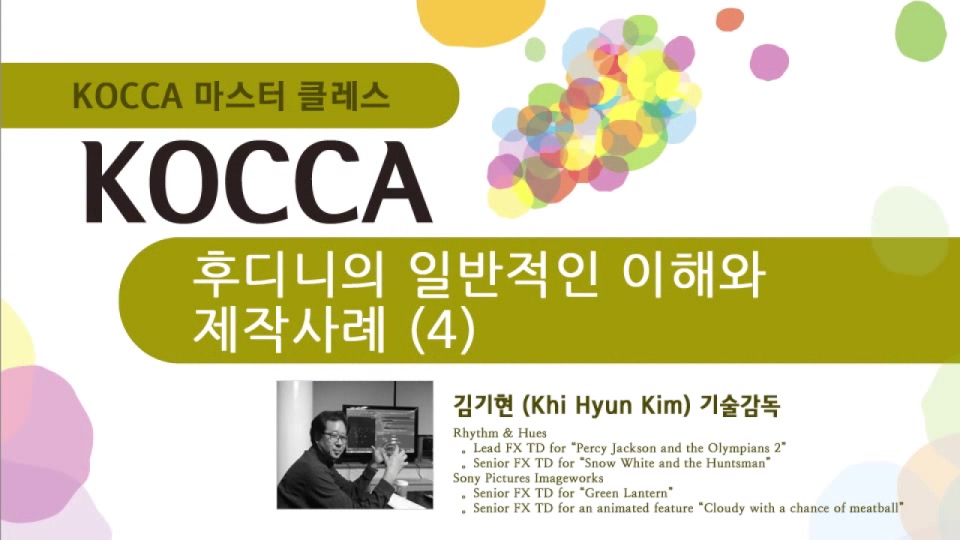 KOCCA 마스터 클레스
KOCCA
후디니의 일반적인 이해와
제작사례 (4)
김기현 (Khi Hyun Kim) 기술감독
Rhythm & Hues
Lead FX TD for “Percy Jackson and the Olympians 2”
Senior FX TD for “Snow White and the Huntsman”
Sony Pictures Imageworks
Senior FX TD for “Green Lantern”
Senior FX TD for an animated feature “Cloudy with a chance of meatball”